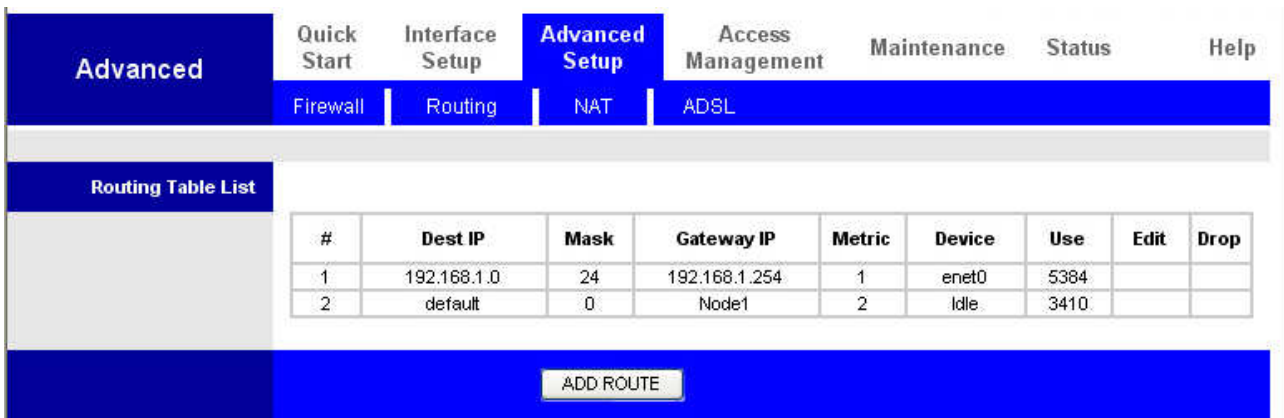 Advanced
Quick Start Interface Setup Advanced Setup Access Management Maintenance Status Help
Firewall Routing NAT ADSL
Routing Table List
# Dest IP Mask Gateway IP Metric Device Use Edit Drop
1 192.168.1.0 24 192.168.1.254 1 enet0 5384
2 default 0 Node1 2 Idle 3410
ADD ROUTE